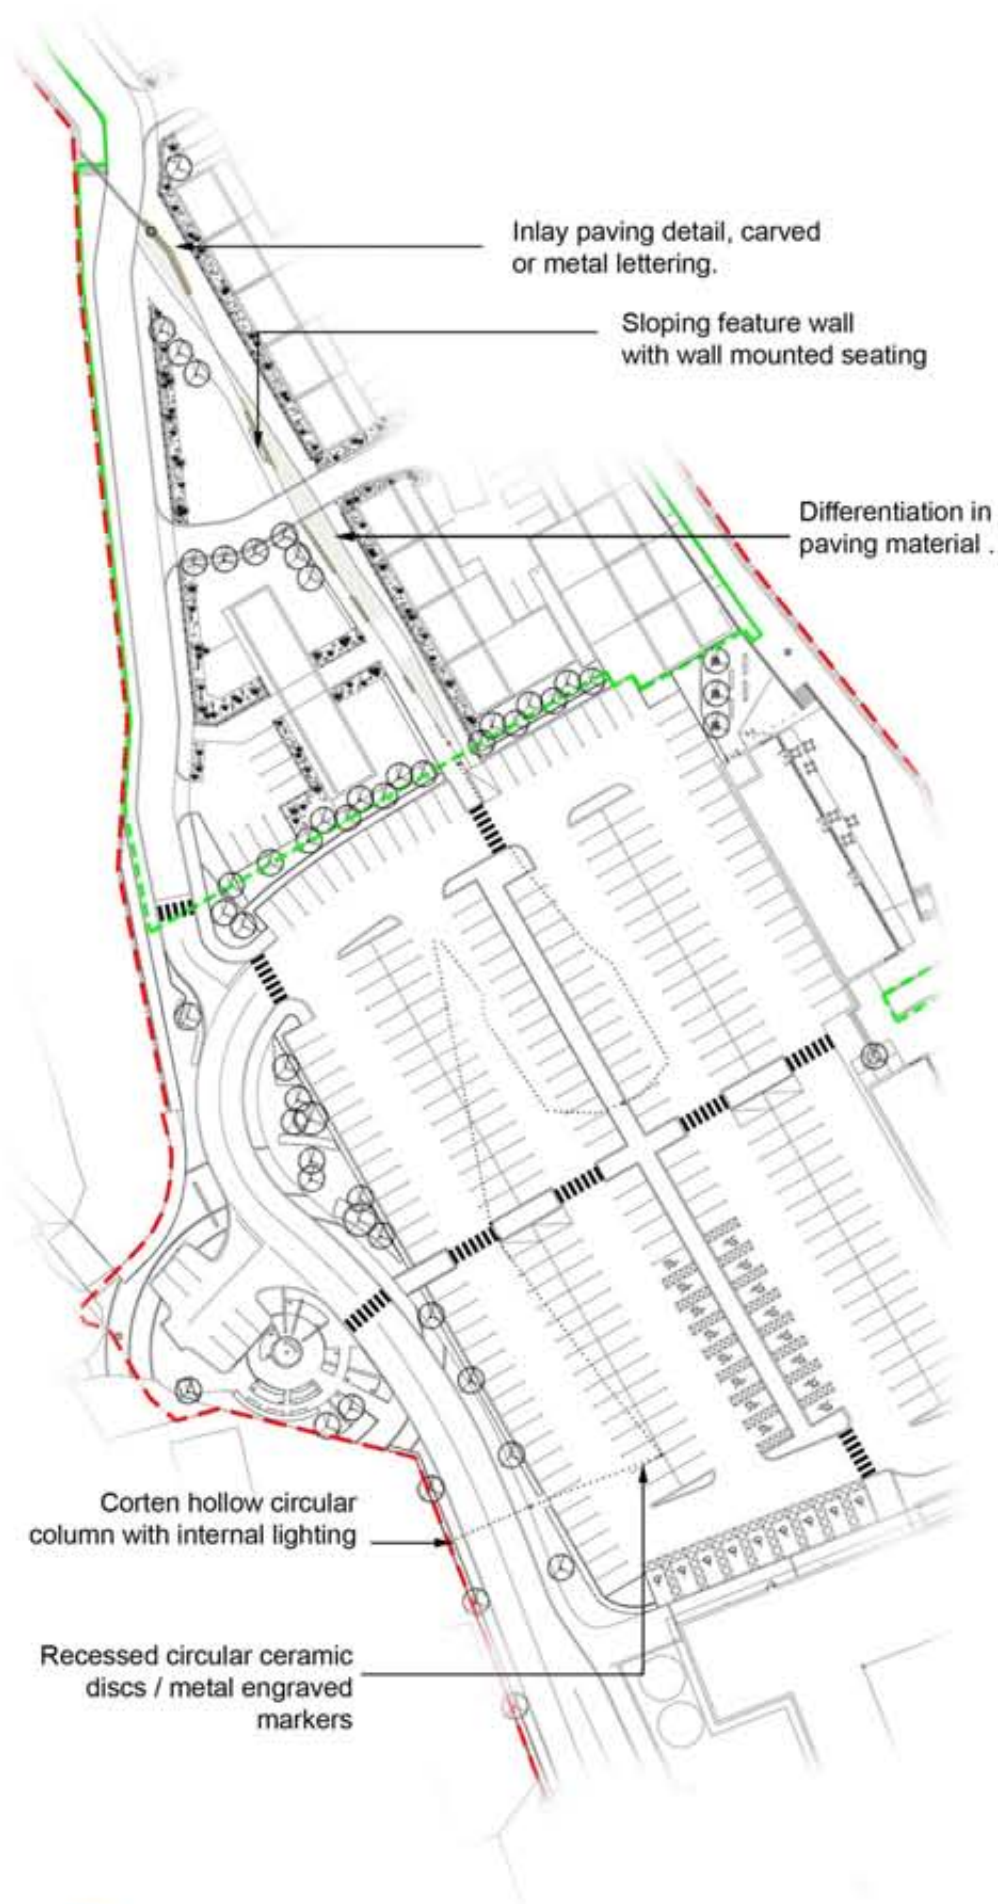 Inlay paving detail, carved
or metal lettering.
Sloping feature wall
with wall mounted seating
Differentiation in
paving material .
Corten hollow circular
column with internal lighting
Recessed circular ceramic
discs / metal engraved
markers